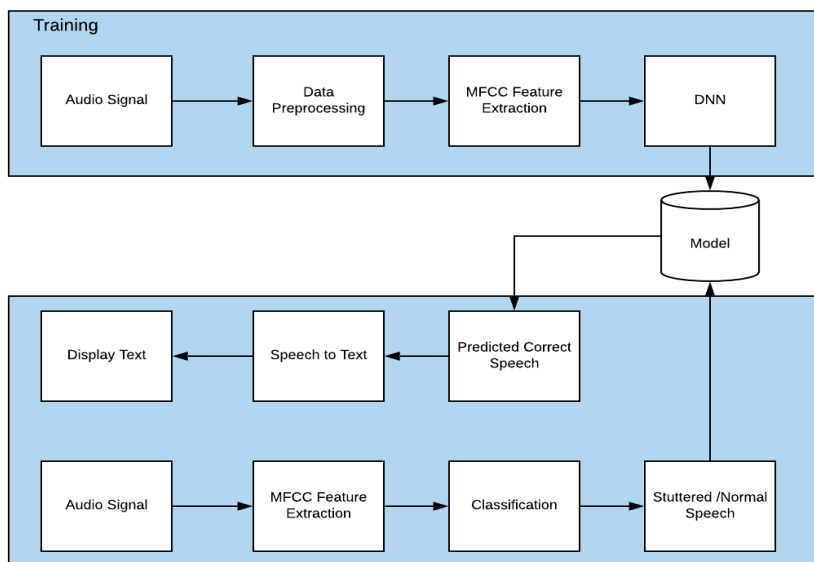 Training
Audio Signal
Data
Preprocessing
MFCC Feature
Extraction
DNN
Model
Display Text
Speech to Text
Predicted Correct
Speech
Audio Signal
MFCC Feature
Extraction
Classification
Stuttered /Normal
Speech